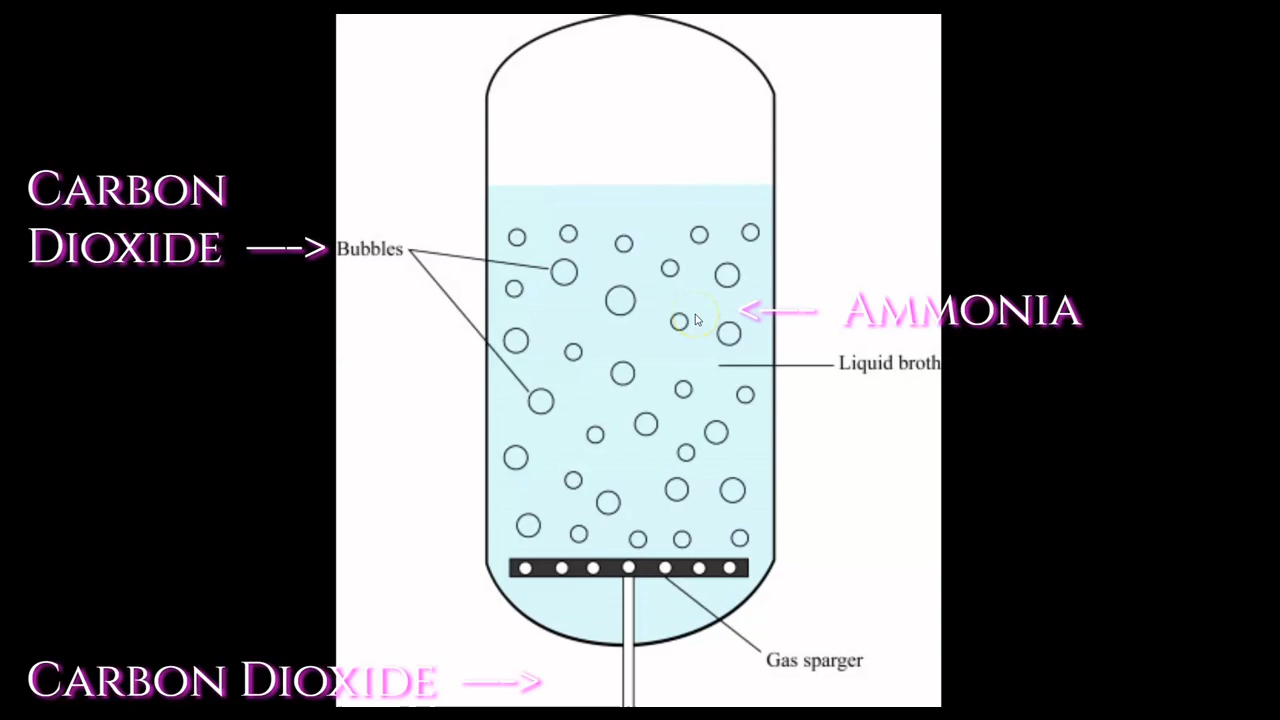 Carbon
Dioxide —-> Bubbles
<—— Ammonia
Liquid broth
Gas sparger
Carbon Dioxide —->